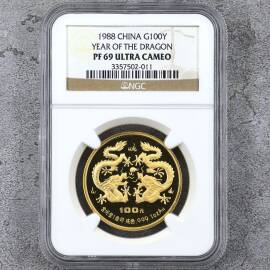 1988 CHINA G100Y
YEAR OF THE DRAGON
PF 69 ULTRA CAMEO
3357502-011
NGC
100元